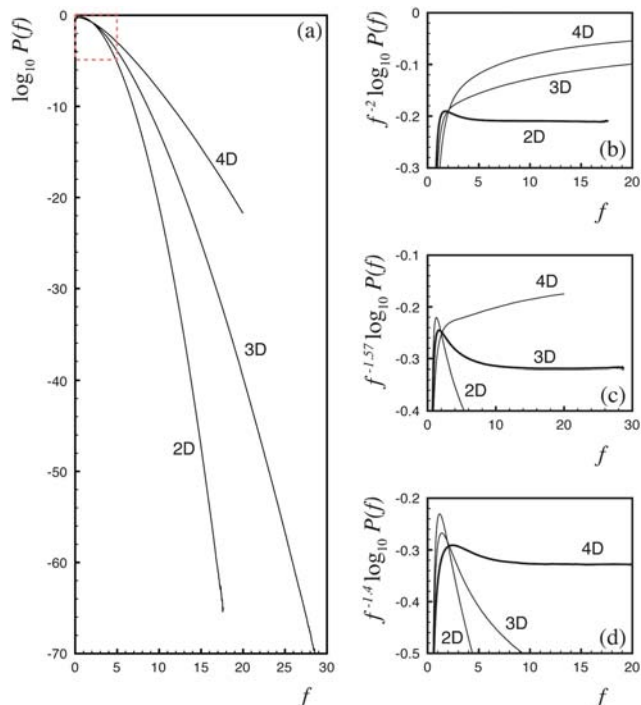 (a)
log₁₀ P(f)
0
-10
-20
-30
-40
-50
-60
-70
4D
3D
2D
0 5 10 15 20 25 30
f
f⁻² log₁₀ P(f)
0
-0.1
-0.2
-0.3
4D
3D
2D
(b)
0 5 10 15 20
f
f⁻¹·⁵⁷ log₁₀ P(f)
-0.1
-0.2
-0.3
-0.4
4D
3D
2D
(c)
0 10 20 30
f
f⁻¹·⁴ log₁₀ P(f)
-0.2
-0.3
-0.4
-0.5
4D
3D
2D
(d)
0 5 10 15 20
f